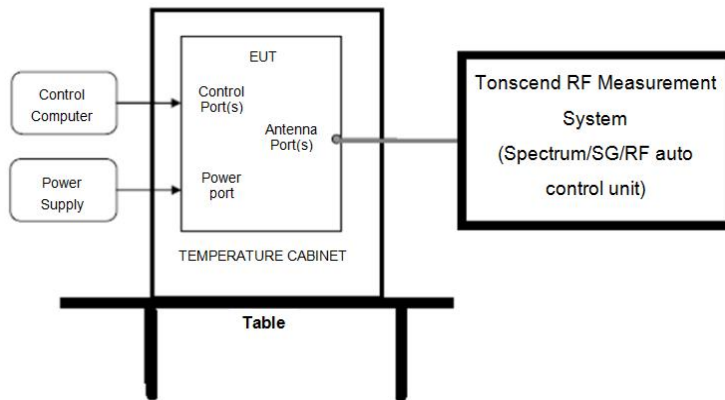 EUT
Control
Computer
Control
Port(s)
Antenna
Port(s)
Power
Supply
Power
port
TEMPERATURE CABINET
Table
Tonscend RF Measurement
System
(Spectrum/SG/RF auto
control unit)